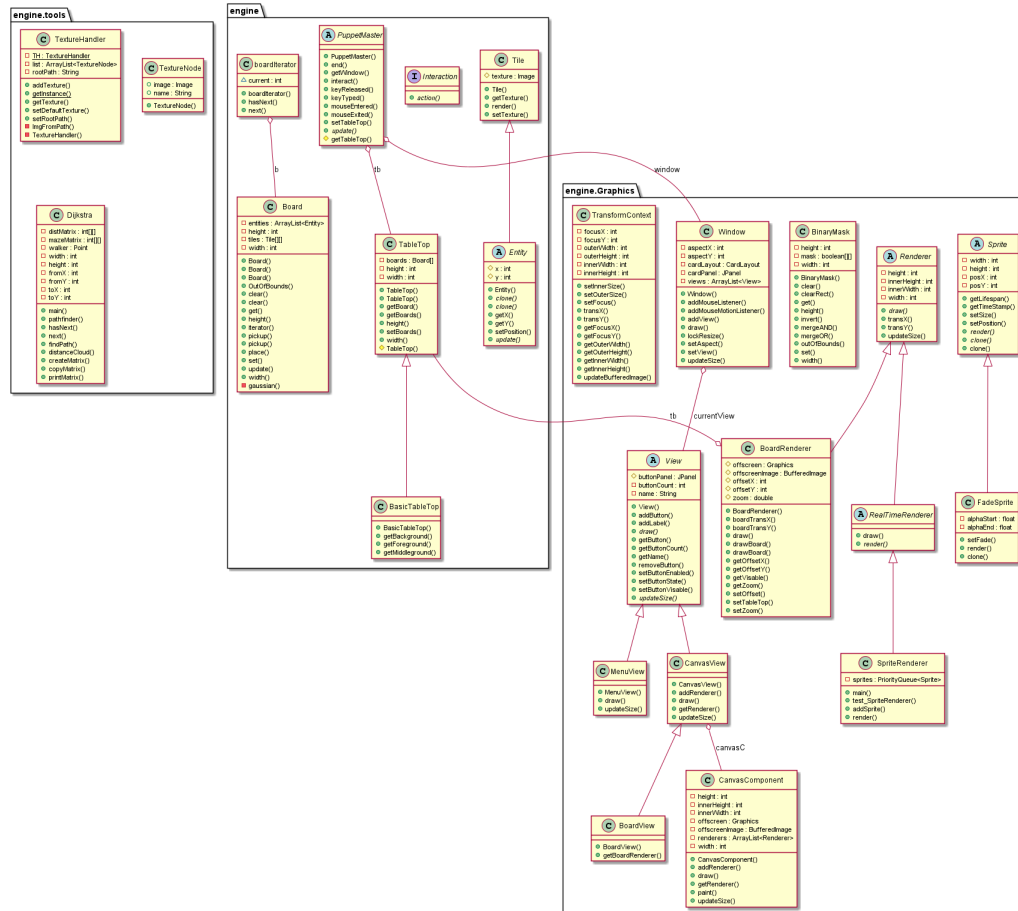 engine.tools
C TextureHandler
TH : TextureHandler
list : ArrayList<TextureNode>
rootPath : String
addTexture()
getInstance()
getTexture()
setDefaultTexture()
setRootPath()
ImgFromPath()
TextureHandler()
C TextureNode
image : Image
name : String
TextureNode()
C Dijkstra
distMatrix : int[][]
mazeMatrix : int[][]
walker : Point
width : int
height : int
fromX : int
fromY : int
toX : int
toY : int
main()
pathfinder()
hasNext()
next()
findPath()
distanceCloud()
createMatrix()
copyMatrix()
printMatrix()
engine
C boardIterator
current : int
boardIterator()
hasNext()
next()
A PuppetMaster
PuppetMaster()
end()
getWindow()
interact()
keyReleased()
keyTyped()
mouseEntered()
mouseExited()
setTableTop()
update()
getTableTop()
I Interaction
action()
C Tile
texture : Image
Tile()
getTexture()
render()
setTexture()
b
tb
window
C Board
entities : ArrayList<Entity>
height : int
tiles : Tile[][]
width : int
Board()
Board()
Board()
OutOfBounds()
clear()
clear()
get()
height()
iterator()
pickup()
pickup()
place()
set()
update()
width()
gaussian()
C TableTop
boards : Board[]
height : int
width : int
TableTop()
TableTop()
getBoard()
getBoards()
height()
setBoards()
width()
TableTop()
A Entity
x : int
y : int
Entity()
clone()
clone()
getX()
getY()
setPosition()
update()
C BasicTableTop
BasicTableTop()
getBackground()
getForeground()
getMiddleground()
engine.Graphics
C TransformContext
focusX : int
focusY : int
outerWidth : int
outerHeight : int
innerWidth : int
innerHeight : int
setInnerSize()
setOuterSize()
setFocus()
transX()
transY()
getFocusX()
getFocusY()
getOuterWidth()
getOuterHeight()
getInnerWidth()
getInnerHeight()
updateBufferedImage()
C Window
aspectX : int
aspectY : int
cardLayout : CardLayout
cardPanel : JPanel
views : ArrayList<View>
Window()
addMouseListener()
addMouseMotionListener()
addView()
draw()
lockResize()
setAspect()
setView()
updateSize()
C BinaryMask
height : int
mask : boolean[][]
width : int
BinaryMask()
clear()
clearRect()
get()
height()
invert()
mergeAND()
mergeOR()
outOfBounds()
set()
width()
A Renderer
height : int
innerHeight : int
innerWidth : int
width : int
draw()
transX()
transY()
updateSize()
A Sprite
width : int
height : int
posX : int
posY : int
getLifespan()
getTimeStamp()
setSize()
setPosition()
render()
clone()
clone()
tb
currentView
A View
buttonPanel : JPanel
buttonCount : int
name : String
View()
addButton()
addLabel()
draw()
getButton()
getButtonCount()
getName()
removeButton()
setButtonEnabled()
setButtonState()
setButtonVisible()
updateSize()
C BoardRenderer
offscreen : Graphics
offscreenImage : BufferedImage
offsetX : int
offsetY : int
zoom : double
BoardRenderer()
boardTransX()
boardTransY()
draw()
drawBoard()
drawBoard()
getOffsetX()
getOffsetY()
getVisible()
getZoom()
setOffset()
setTableTop()
setZoom()
A RealTimeRenderer
draw()
render()
C FadeSprite
alphaStart : float
alphaEnd : float
setFade()
render()
clone()
C MenuView
MenuView()
draw()
updateSize()
C CanvasView
CanvasView()
addRenderer()
draw()
getRenderer()
updateSize()
C SpriteRenderer
sprites : PriorityQueue<Sprite>
main()
test_SpriteRenderer()
addSprite()
render()
canvasC
C BoardView
BoardView()
getBoardRenderer()
C CanvasComponent
height : int
innerHeight : int
innerWidth : int
offscreen : Graphics
offscreenImage : BufferedImage
renderers : ArrayList<Renderer>
width : int
CanvasComponent()
addRenderer()
draw()
getRenderer()
paint()
updateSize()